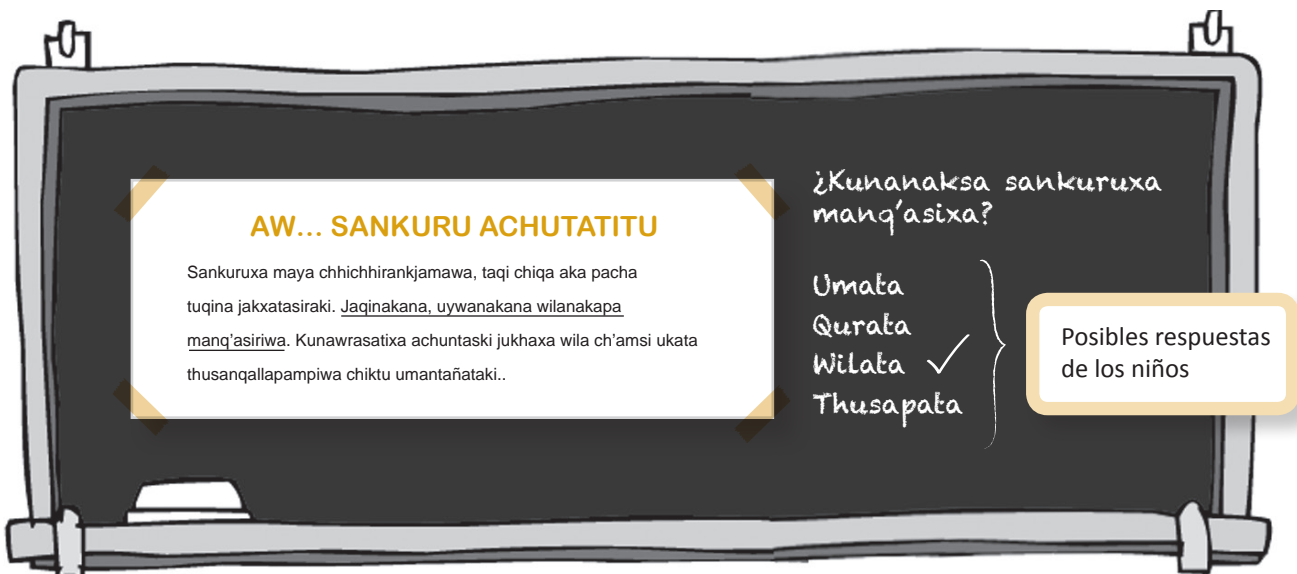 AW... SANKURU ACHUTATITU
Sankuruxa maya chhichhirankjamawa, taqi chiqa aka pacha
tuqina jakxatasiraki. Jaqinakana, uywanakana wilanakapa
manq'asiriwa. Kunawrasatixa achuntaski jukhaxa wila ch'amsi ukata
thusanqallapampiwa chiktu umantañataki..
¿Kunanaksa sankuruxa
manq'asixa?
Umata
Qurata
Wilata ✓
Thusapata
Posibles respuestas
de los niños